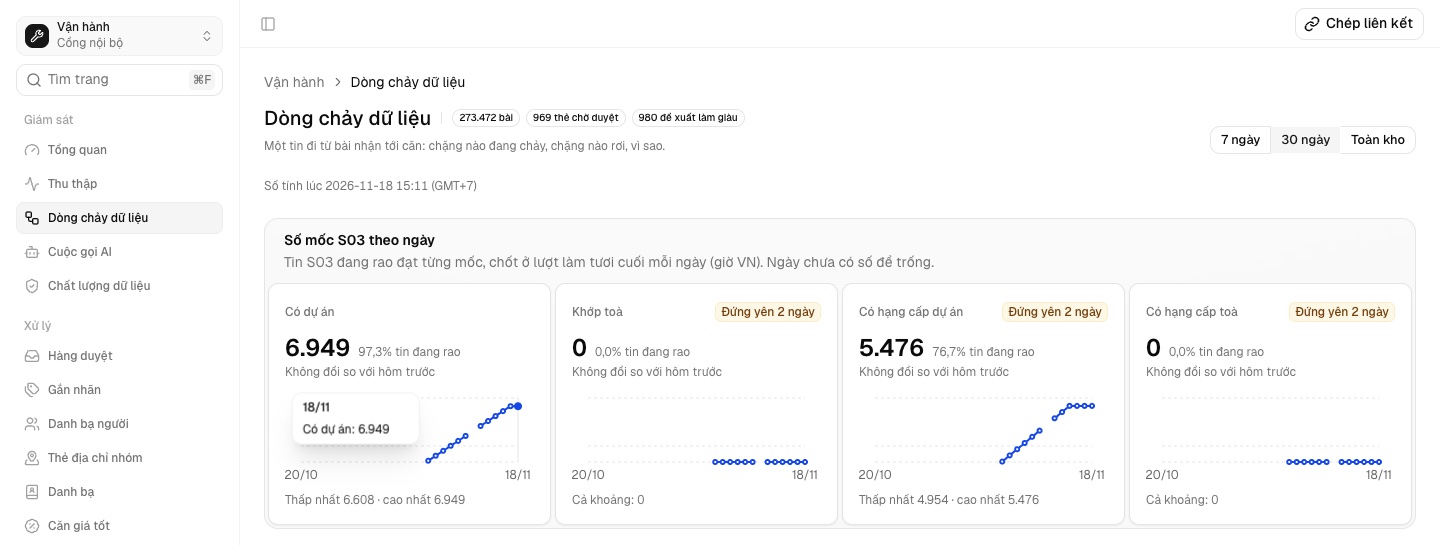 Vận hành
Cổng nội bộ
Tìm trang
⌘F
Giám sát
Tổng quan
Thu thập
Dòng chảy dữ liệu
Cuộc gọi AI
Chất lượng dữ liệu
Xử lý
Hàng duyệt
Gắn nhãn
Danh bạ người
Thẻ địa chỉ nhóm
Danh bạ
Căn giá tốt
Chép liên kết
Vận hành > Dòng chảy dữ liệu
Dòng chảy dữ liệu
273.472 bài
969 thẻ chờ duyệt
980 đề xuất làm giàu
Một tin đi từ bài nhận tới căn: chặng nào đang chảy, chặng nào rơi, vì sao.
7 ngày
30 ngày
Toàn kho
Số tính lúc 2026-11-18 15:11 (GMT+7)
Số mốc S03 theo ngày
Tin S03 đang rao đạt từng mốc, chốt ở lượt làm tươi cuối mỗi ngày (giờ VN). Ngày chưa có số để trống.
Có dự án
6.949 97,3% tin đang rao
Không đổi so với hôm trước
18/11
Có dự án: 6.949
20/10 18/11
Thấp nhất 6.608 · cao nhất 6.949
Khớp toà
Đứng yên 2 ngày
0 0,0% tin đang rao
Không đổi so với hôm trước
20/10 18/11
Cả khoảng: 0
Có hạng cấp dự án
Đứng yên 2 ngày
5.476 76,7% tin đang rao
Không đổi so với hôm trước
20/10 18/11
Thấp nhất 4.954 · cao nhất 5.476
Có hạng cấp toà
Đứng yên 2 ngày
0 0,0% tin đang rao
Không đổi so với hôm trước
20/10 18/11
Cả khoảng: 0